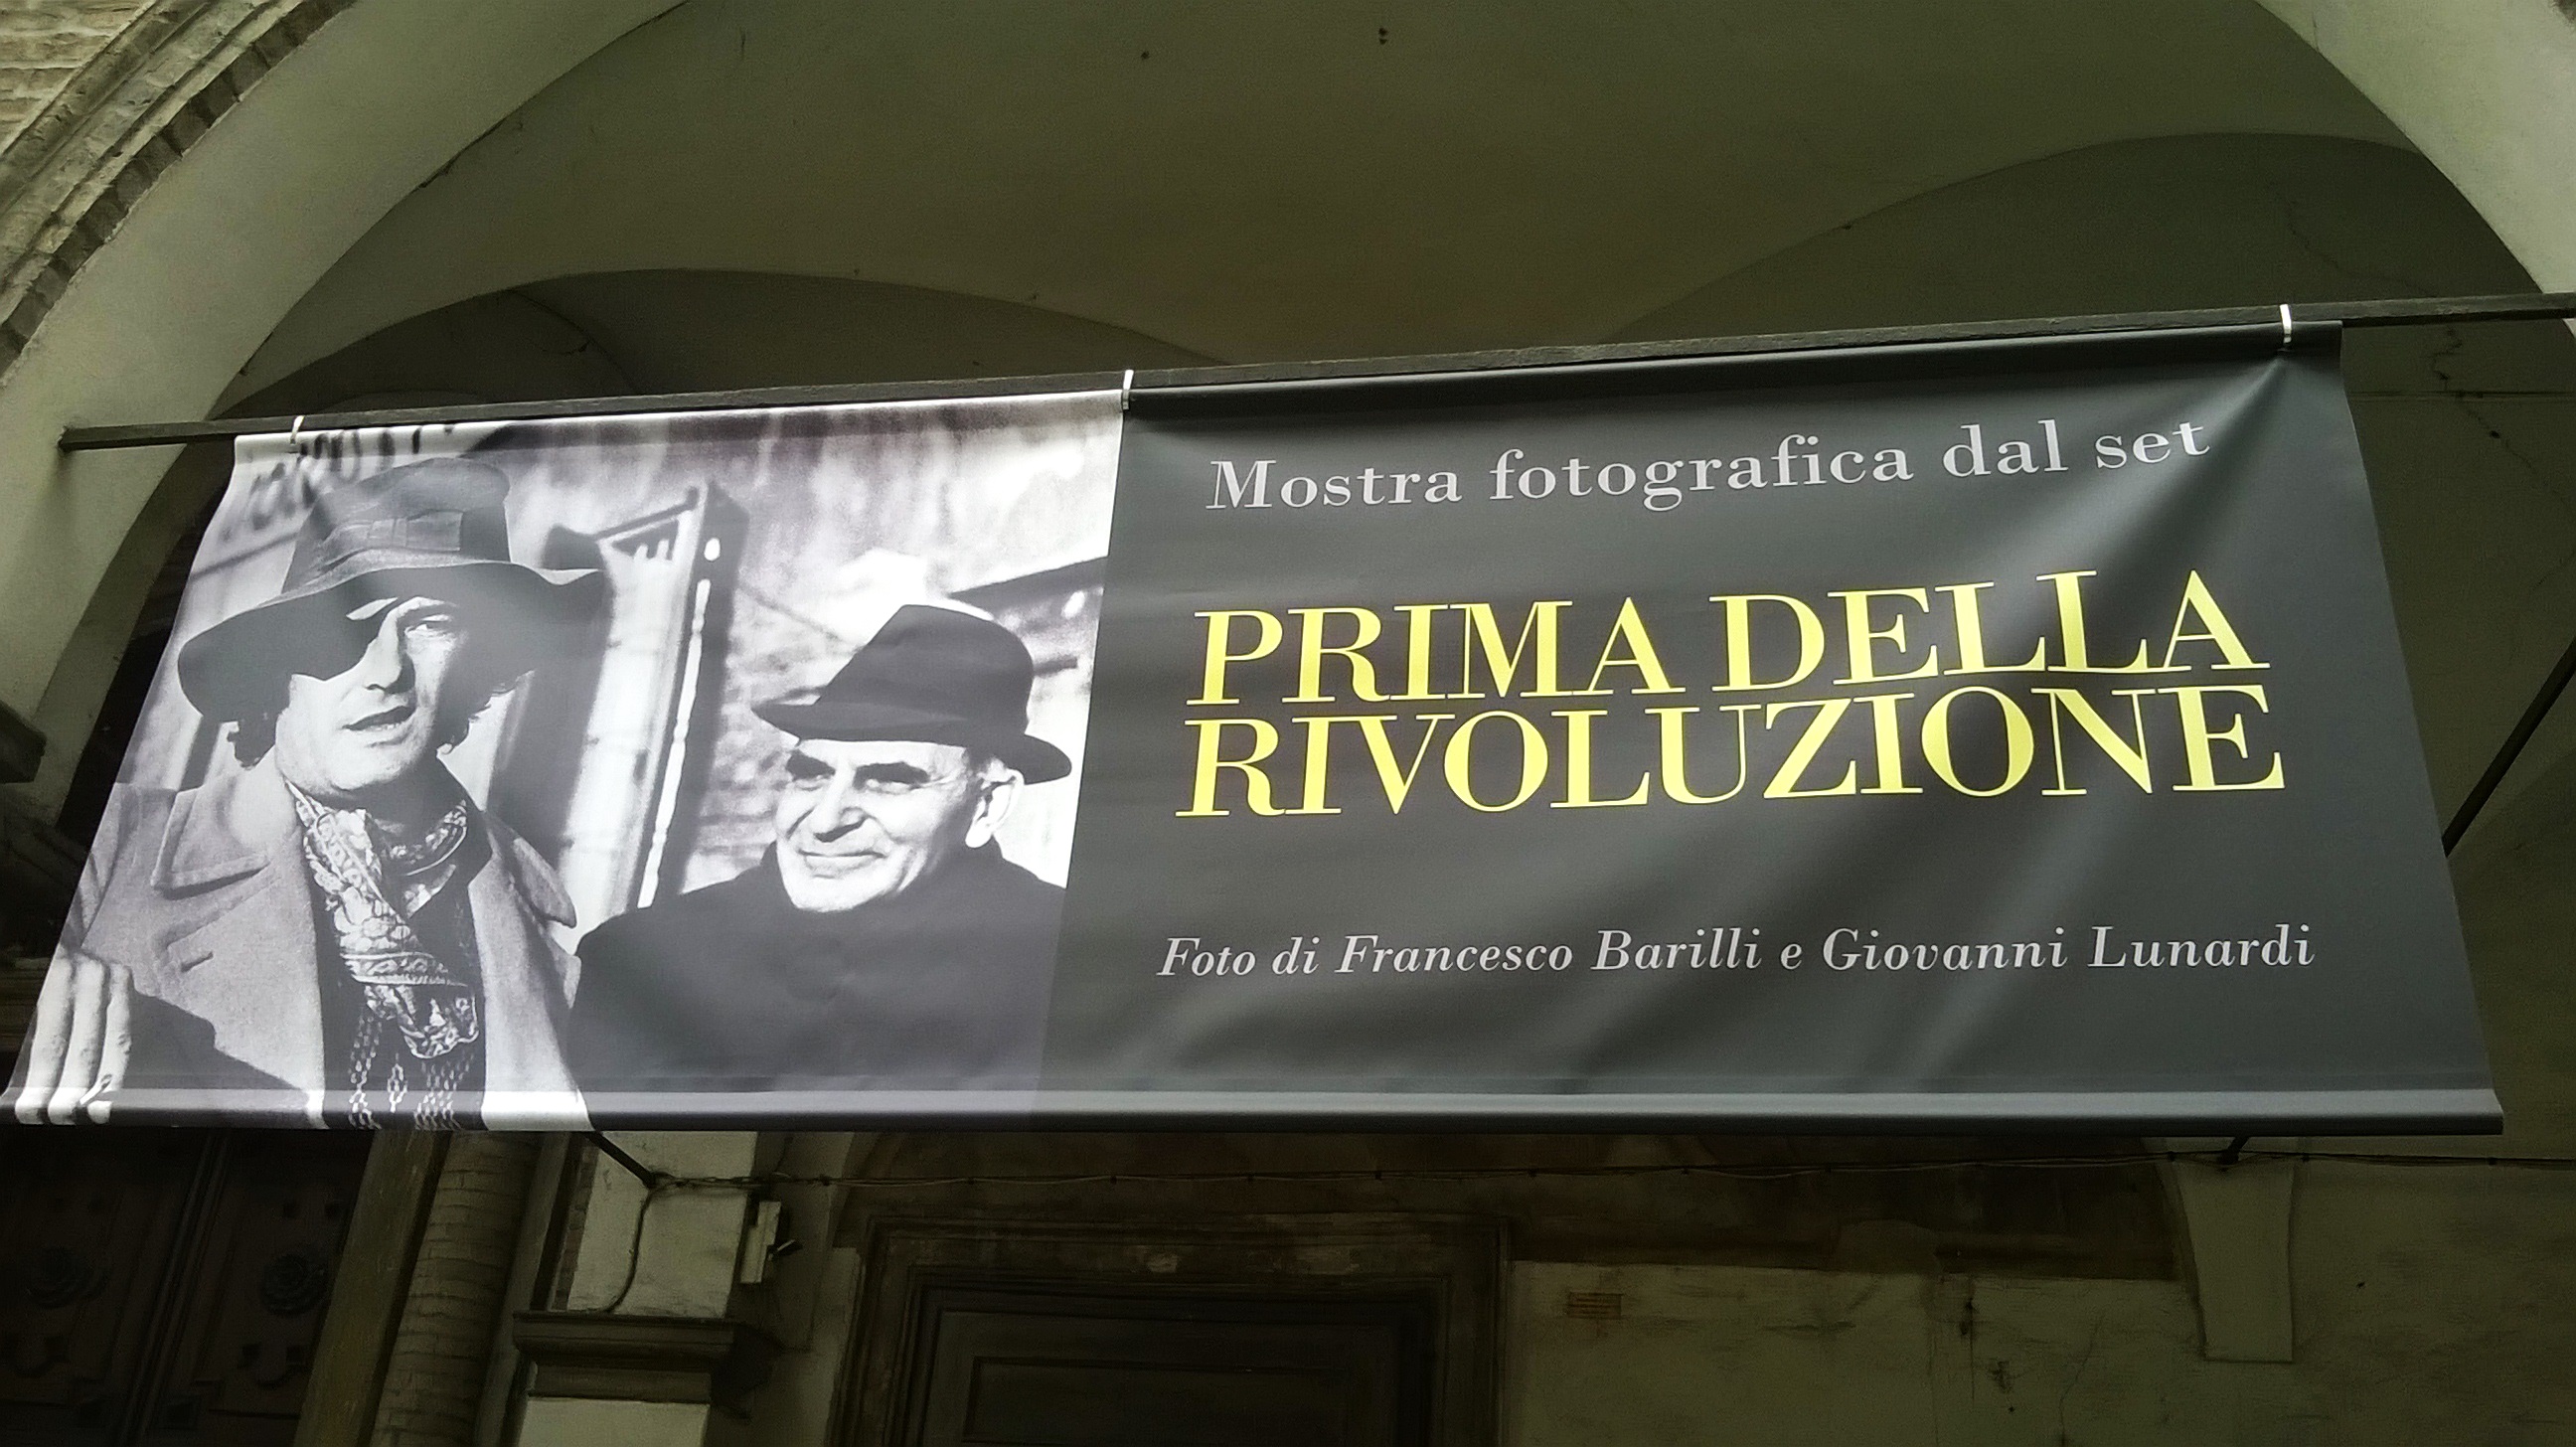 Mostra fotografica dal set
PRIMA DELLA
RIVOLUZIONE
Foto di Francesco Barilli e Giovanni Lunardi